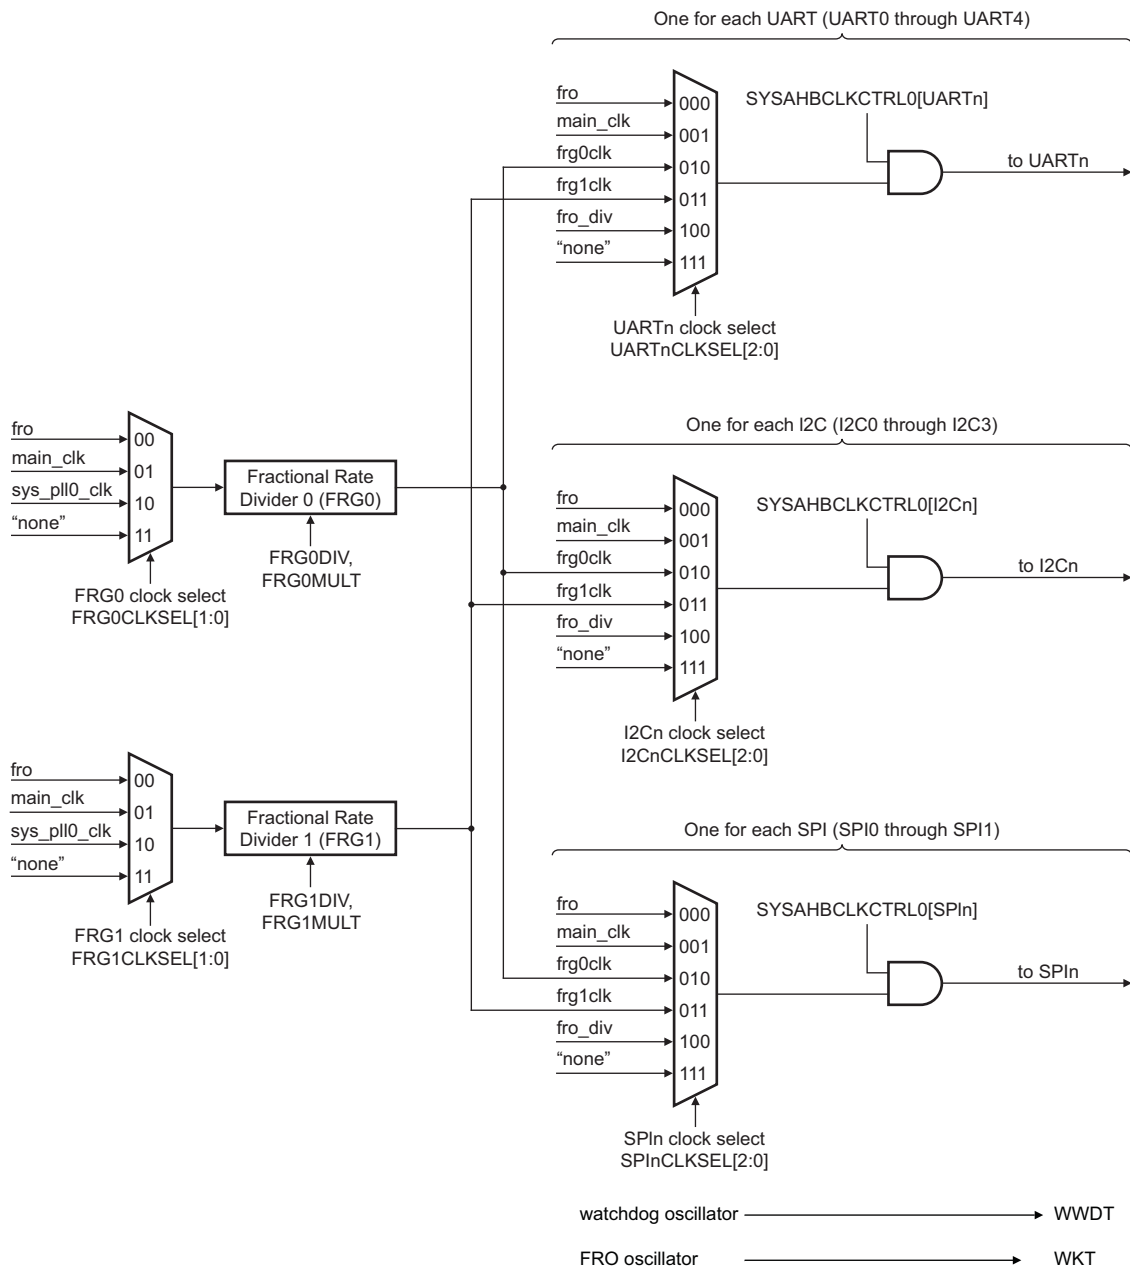 One for each UART (UART0 through UART4)
fro
000
SYSAHBCLKCTRL0[UARTn]
main_clk
001
frg0clk
010
to UARTn
frg1clk
011
fro_div
100
“none”
111
UARTn clock select
UARTnCLKSEL[2:0]
fro
00
main_clk
01
sys_pll0_clk
10
“none”
11
Fractional Rate
Divider 0 (FRG0)
FRG0DIV,
FRG0MULT
FRG0 clock select
FRG0CLKSEL[1:0]
One for each I2C (I2C0 through I2C3)
fro
000
SYSAHBCLKCTRL0[I2Cn]
main_clk
001
frg0clk
010
to I2Cn
frg1clk
011
fro_div
100
“none”
111
I2Cn clock select
I2CnCLKSEL[2:0]
fro
00
main_clk
01
sys_pll0_clk
10
“none”
11
Fractional Rate
Divider 1 (FRG1)
FRG1DIV,
FRG1MULT
FRG1 clock select
FRG1CLKSEL[1:0]
One for each SPI (SPI0 through SPI1)
fro
000
SYSAHBCLKCTRL0[SPIn]
main_clk
001
frg0clk
010
to SPIn
frg1clk
011
fro_div
100
“none”
111
SPIn clock select
SPInCLKSEL[2:0]
watchdog oscillator WWDT
FRO oscillator WKT